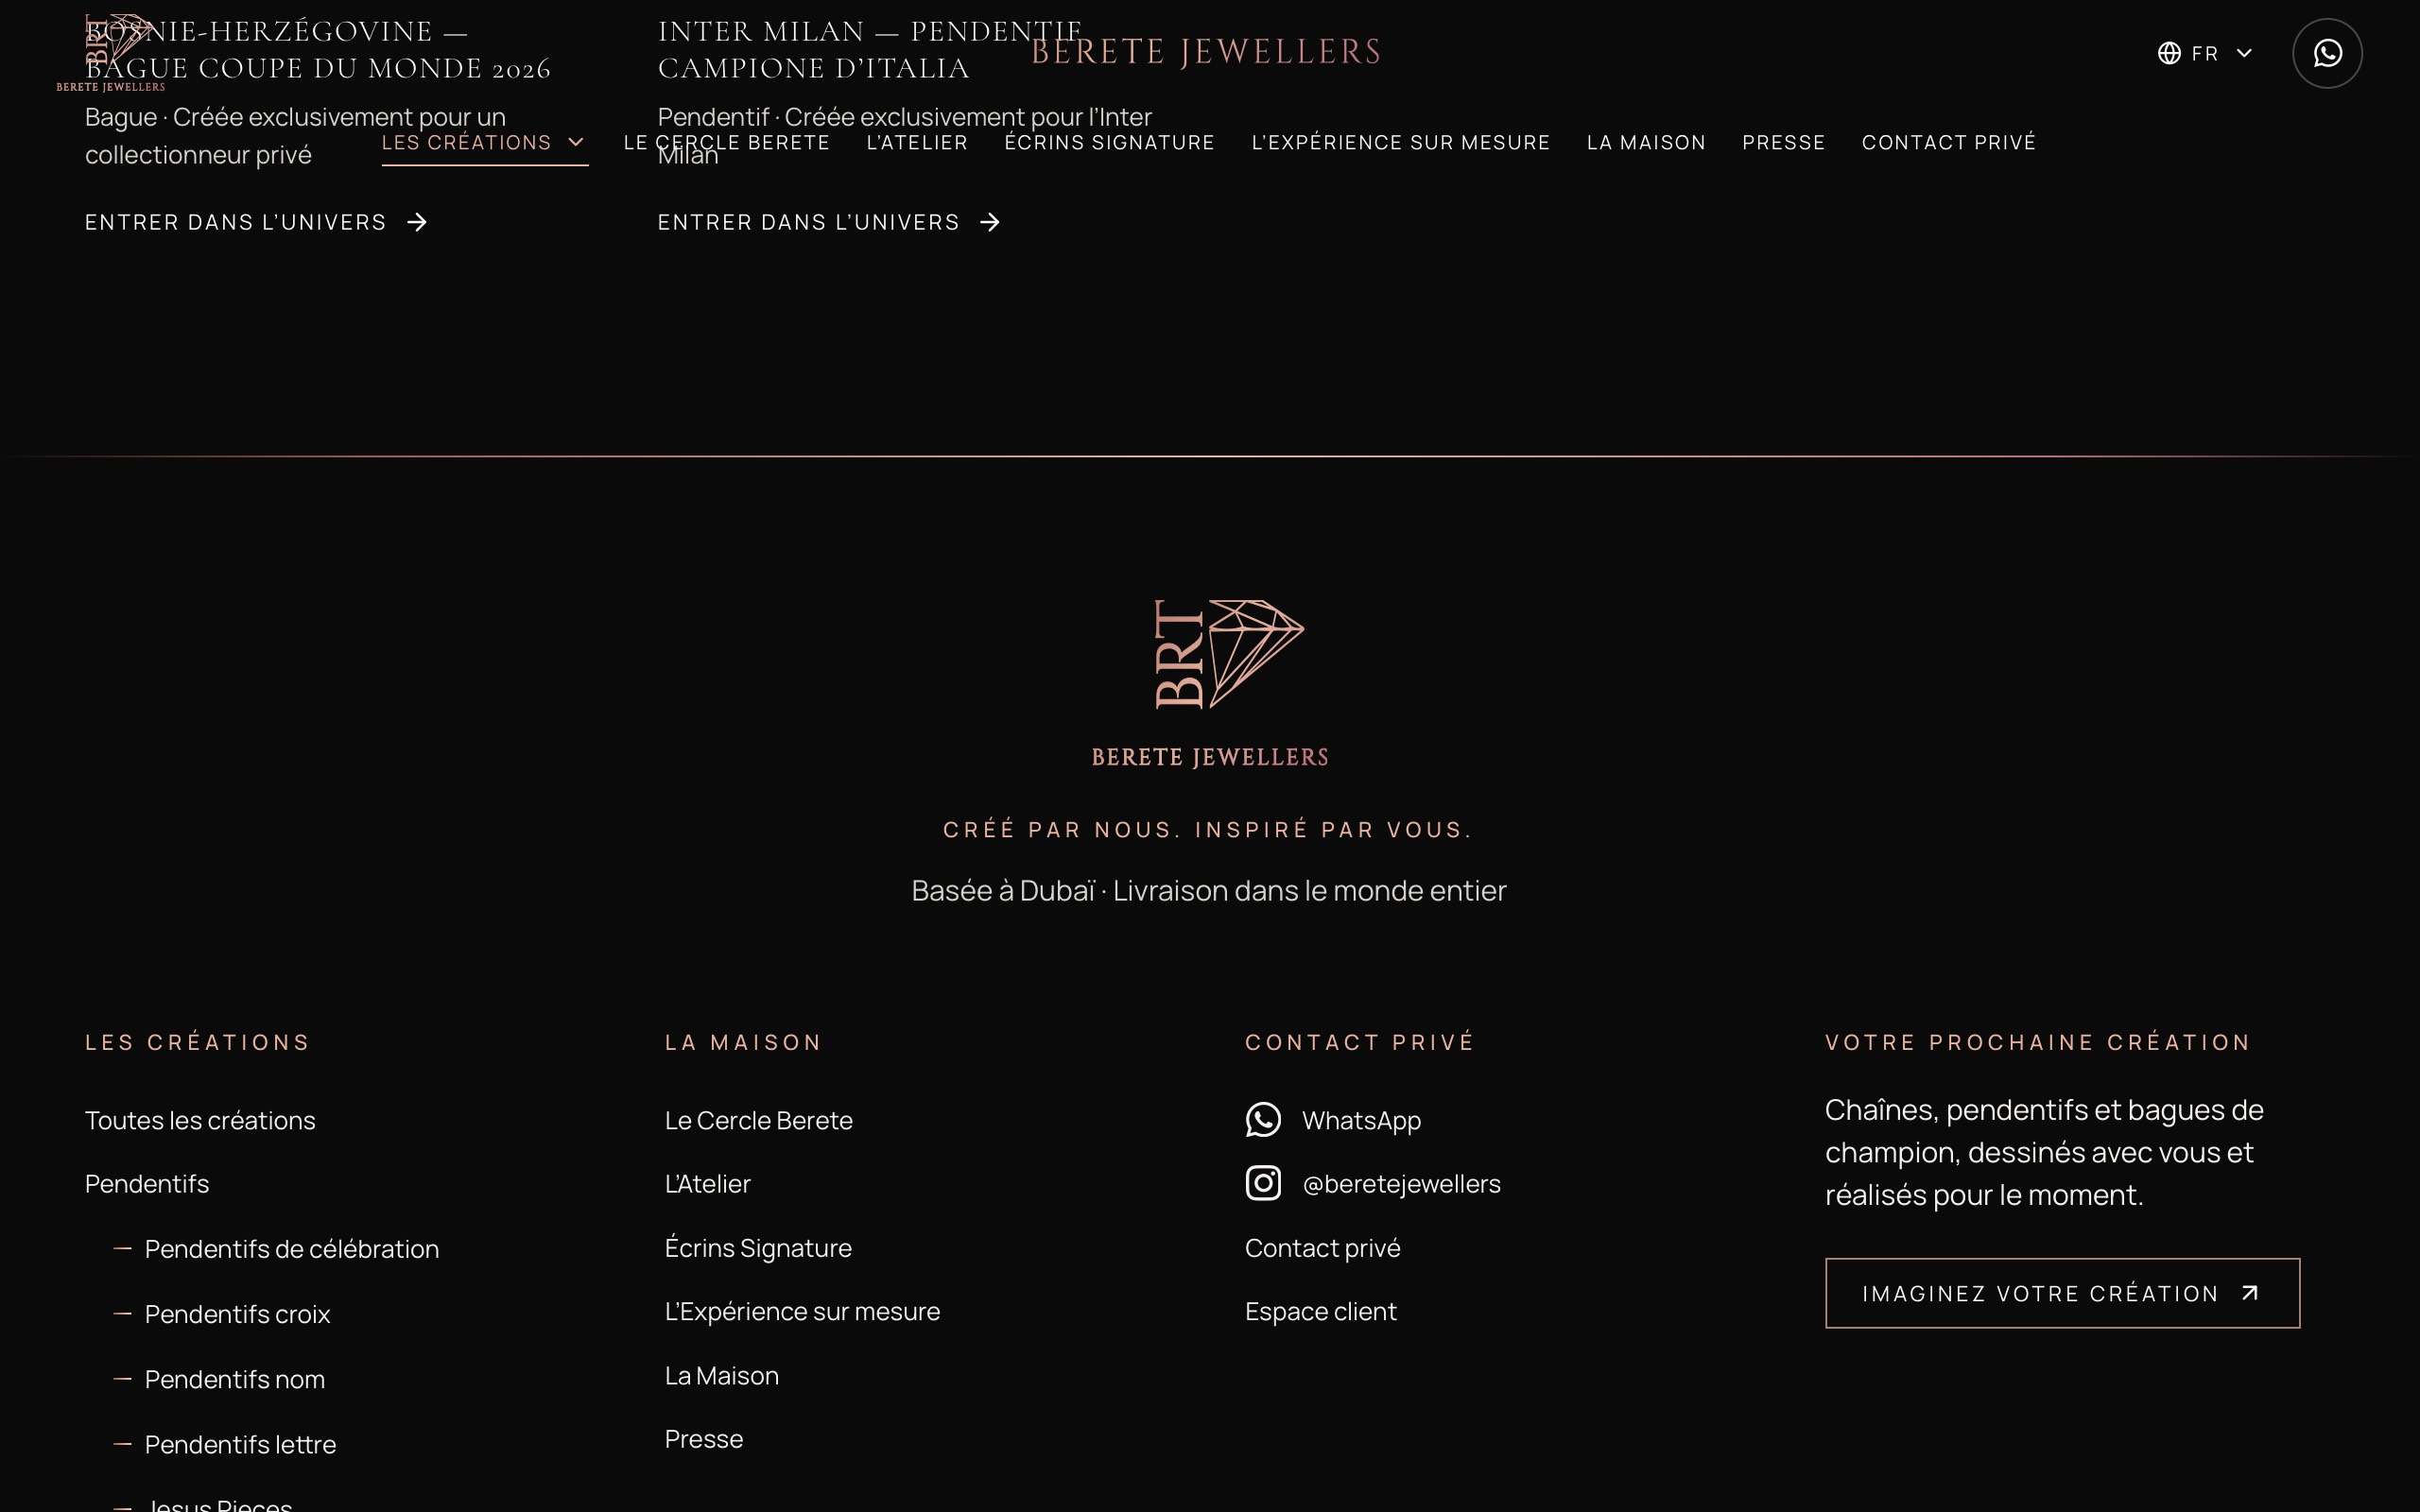 BRT
BERETE JEWELLERS
BERETE JEWELLERS
FR
LES CRÉATIONS
LE CERCLE BERETE
L’ATELIER
ÉCRINS SIGNATURE
L’EXPÉRIENCE SUR MESURE
LA MAISON
PRESSE
CONTACT PRIVÉ
BOSNIE-HERZÉGOVINE —
BAGUE COUPE DU MONDE 2026
Bague · Créée exclusivement pour un
collectionneur privé
ENTRER DANS L’UNIVERS
INTER MILAN — PENDENTIF
CAMPIONE D’ITALIA
Pendentif · Créée exclusivement pour l’Inter
Milan
ENTRER DANS L’UNIVERS
BRT
BERETE JEWELLERS
CRÉÉ PAR NOUS. INSPIRÉ PAR VOUS.
Basée à Dubaï · Livraison dans le monde entier
LES CRÉATIONS
Toutes les créations
Pendentifs
— Pendentifs de célébration
— Pendentifs croix
— Pendentifs nom
— Pendentifs lettre
— Jesus Pieces
LA MAISON
Le Cercle Berete
L’Atelier
Écrins Signature
L’Expérience sur mesure
La Maison
Presse
CONTACT PRIVÉ
WhatsApp
@beretejewellers
Contact privé
Espace client
VOTRE PROCHAINE CRÉATION
Chaînes, pendentifs et bagues de
champion, dessinés avec vous et
réalisés pour le moment.
IMAGINEZ VOTRE CRÉATION